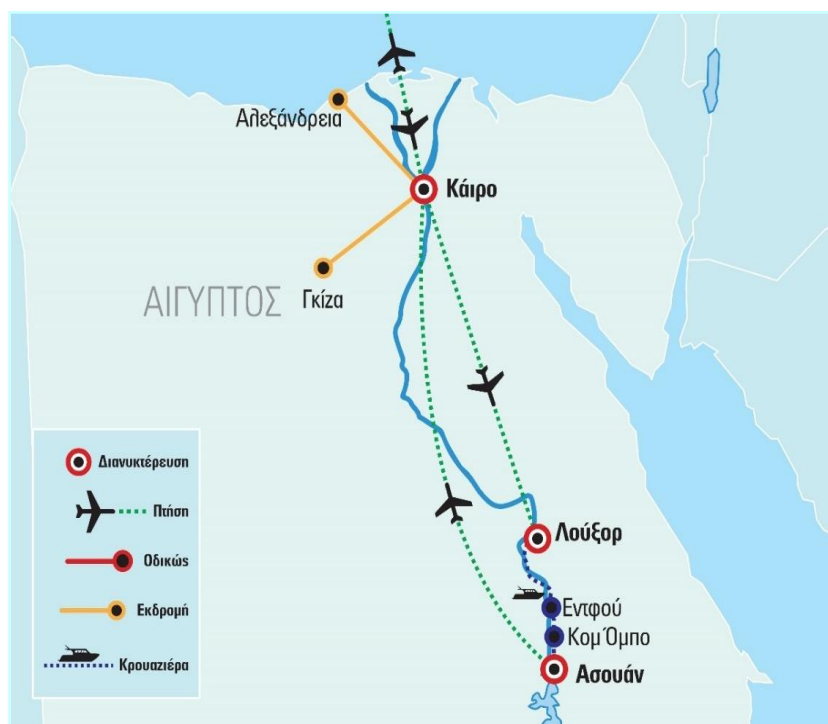 Αλεξάνδρεια
Κάιρο
Γκίζα
ΑΙΓΥΠΤΟΣ
Λούξορ
Εντφού
Κομ Όμπο
Ασουάν
Διανυκτέρευση
Πτήση
Οδικώς
Εκδρομή
Κρουαζιέρα